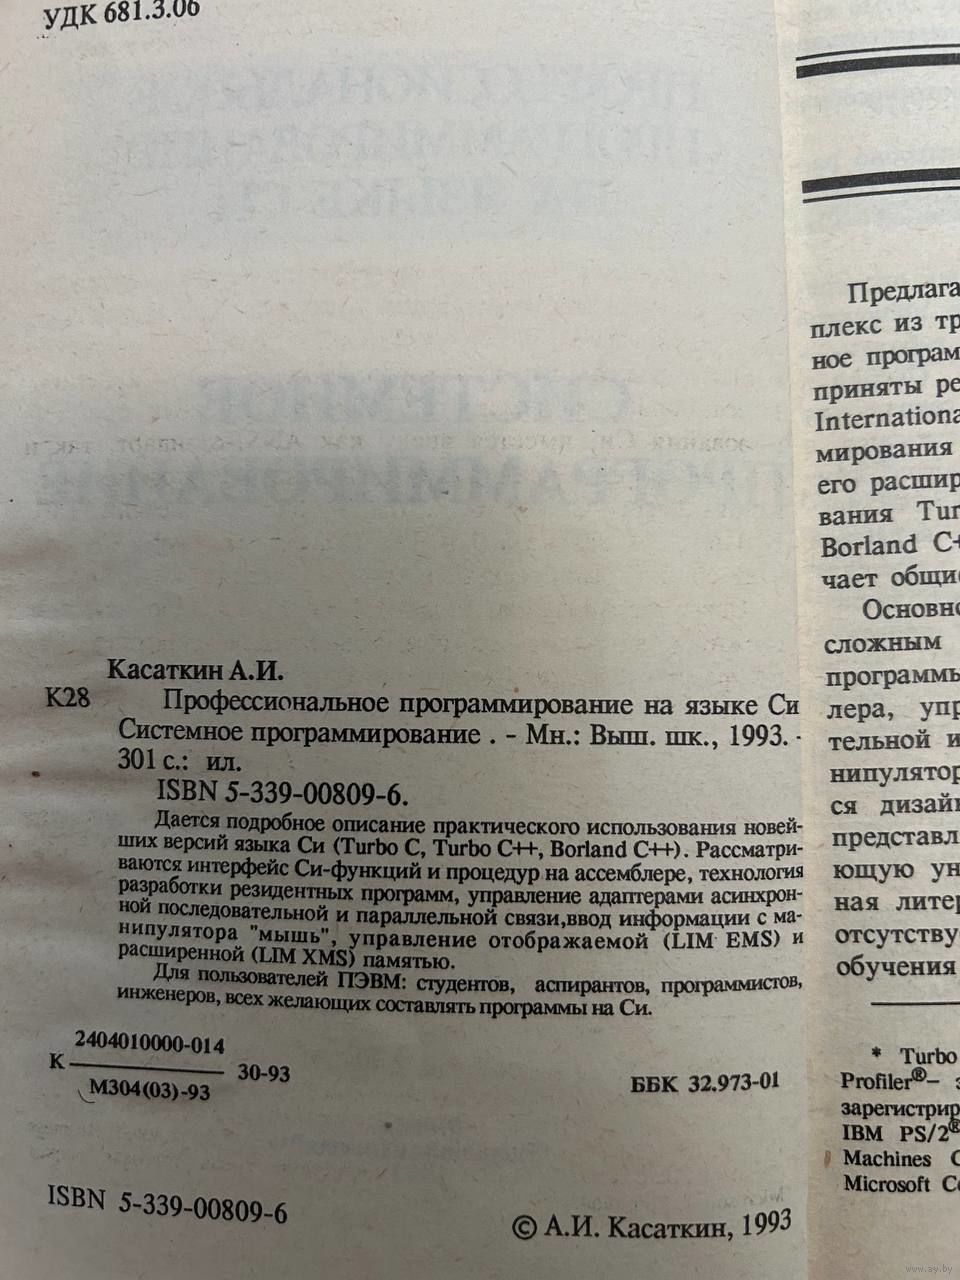 УДК 681.3.06
Касаткин А.И.
К28 Профессиональное программирование на языке Си
Системное программирование . - Мн.: Выш. шк., 1993. -
301 с.: ил.
ISBN 5-339-00809-6.
Дается подробное описание практического использования новей-
ших версий языка Си (Turbo C, Turbo C++, Borland C++). Рассматри-
ваются интерфейс Си-функций и процедур на ассемблере, технология
разработки резидентных программ, управление адаптерами асинхрон-
ной последовательной и параллельной связи,ввод информации с ма-
нипулятора "мышь", управление отображаемой (LIM EMS) и
расширенной (LIM XMS) памятью.
Для пользователей ПЭВМ: студентов, аспирантов, программистов,
инженеров, всех желающих составлять программы на Си.
2404010000-014
К 30-93
М304(03)-93
ББК 32.973-01
ISBN 5-339-00809-6
© А.И. Касаткин, 1993
Предлага
плекс из тр
ное програм
приняты ре
Internationa
мирования
его расшир
вания Tur
Borland C+
чает общи
Основно
сложным
программы
лера, упр
тельной и
нипулятор
ся дизайн
представл
ющую ун
ная литер
отсутству
обучения
* Turbo
Profiler®–
зарегистрир
IBM PS/2®
Machines C
Microsoft Co
www.ay.by